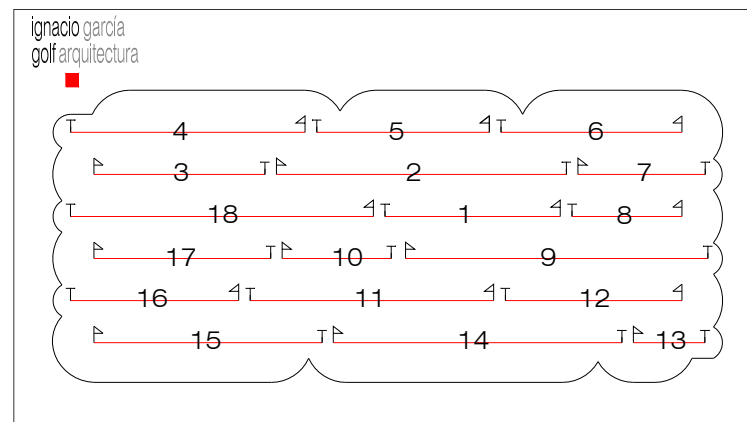 ignacio garcía
golf arquitectura
T 4 T 5 T 6
3 T 2 T 7 T
T 18 T 1 T 8
17 T 10 T 9 T
T 16 T 11 T 12
15 T 14 T 13 T